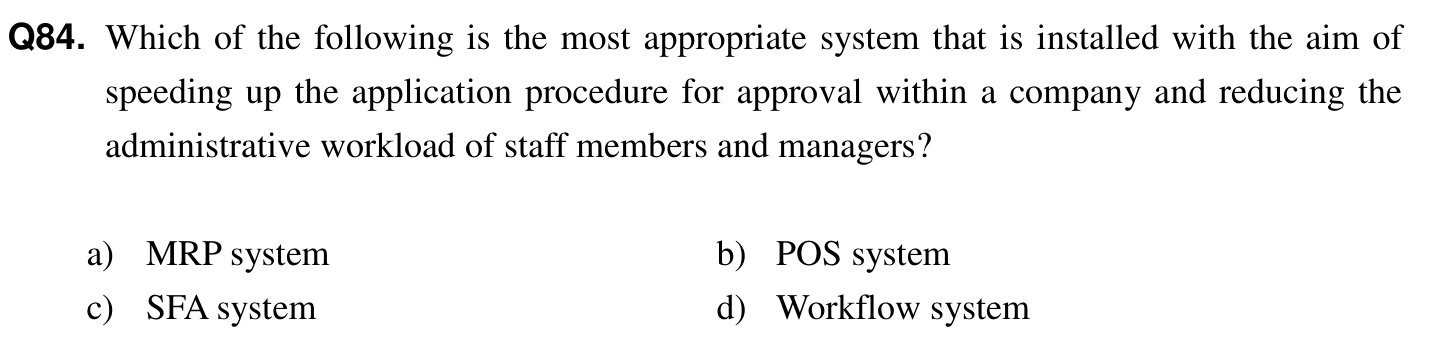 Q84. Which of the following is the most appropriate system that is installed with the aim of
speeding up the application procedure for approval within a company and reducing the
administrative workload of staff members and managers?
a) MRP system b) POS system
c) SFA system d) Workflow system